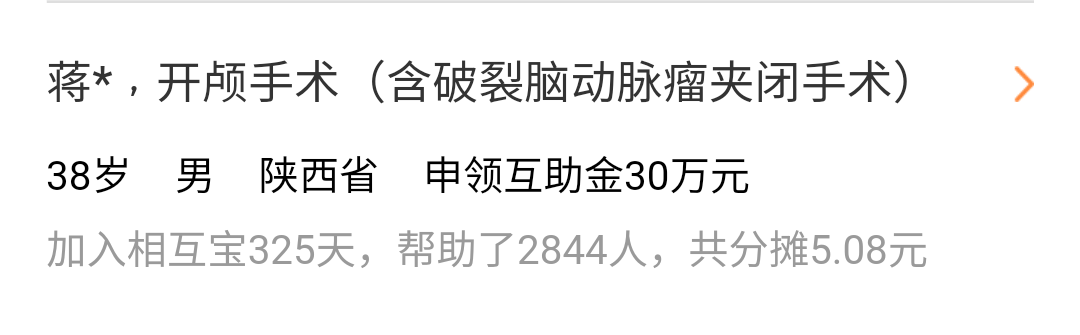 蒋*，开颅手术（含破裂脑动脉瘤夹闭手术）
38岁 男 陕西省 申领互助金30万元
加入相互宝325天，帮助了2844人，共分摊5.08元